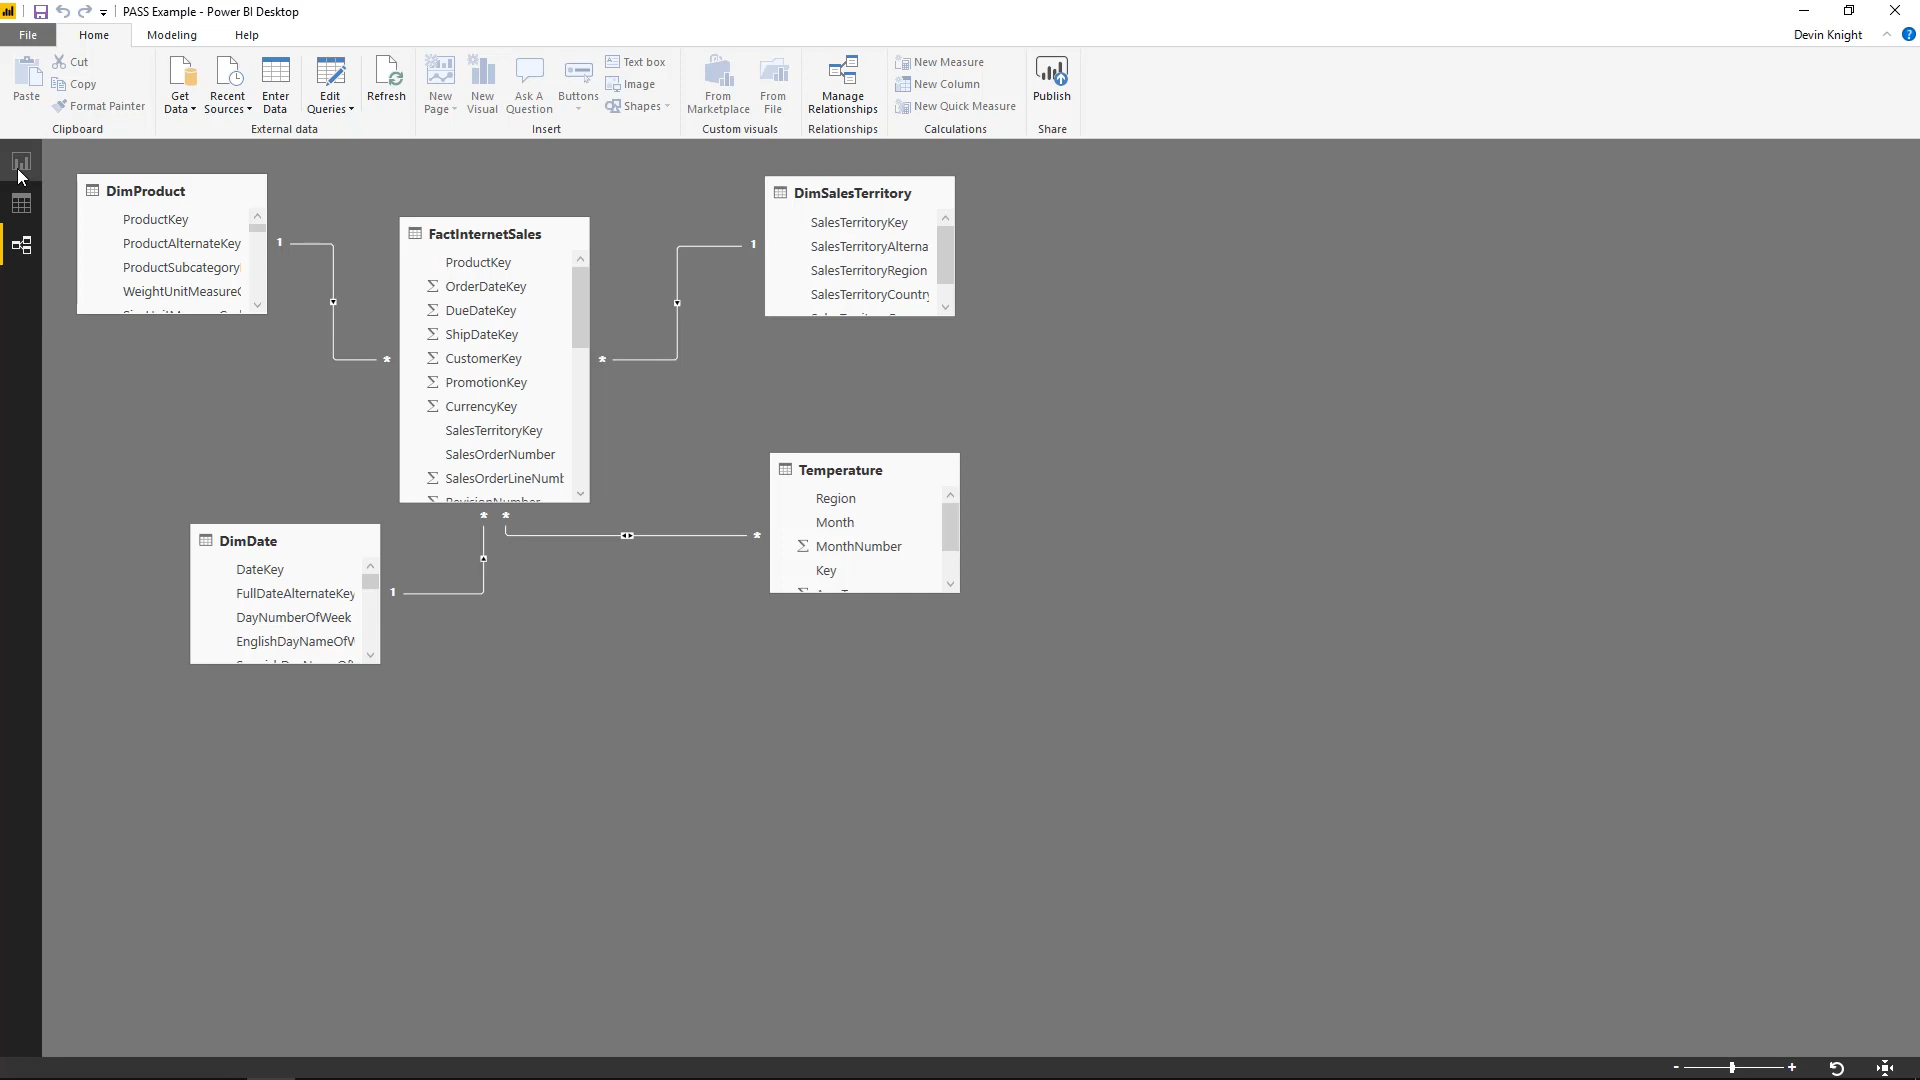 PASS Example - Power BI Desktop
File
Home
Modeling
Help
Devin Knight
Paste
Cut
Copy
Format Painter
Clipboard
Get
Data
Recent
Sources
Enter
Data
Edit
Queries
Refresh
External data
New
Page
New
Visual
Ask A
Question
Buttons
Text box
Image
Shapes
Insert
From
Marketplace
From
File
Custom visuals
Manage
Relationships
Relationships
New Measure
New Column
New Quick Measure
Calculations
Publish
Share
DimProduct
ProductKey
ProductAlternateKey
ProductSubcategory
WeightUnitMeasure
1
*
FactInternetSales
ProductKey
OrderDateKey
DueDateKey
ShipDateKey
CustomerKey
PromotionKey
CurrencyKey
SalesTerritoryKey
SalesOrderNumber
SalesOrderLineNumb
RevisionNumber
*
1
DimSalesTerritory
SalesTerritoryKey
SalesTerritoryAlterna
SalesTerritoryRegion
SalesTerritoryCountry
* *
*
Temperature
Region
Month
MonthNumber
Key
DimDate
DateKey
FullDateAlternateKey
DayNumberOfWeek
EnglishDayNameOfW
1
- +